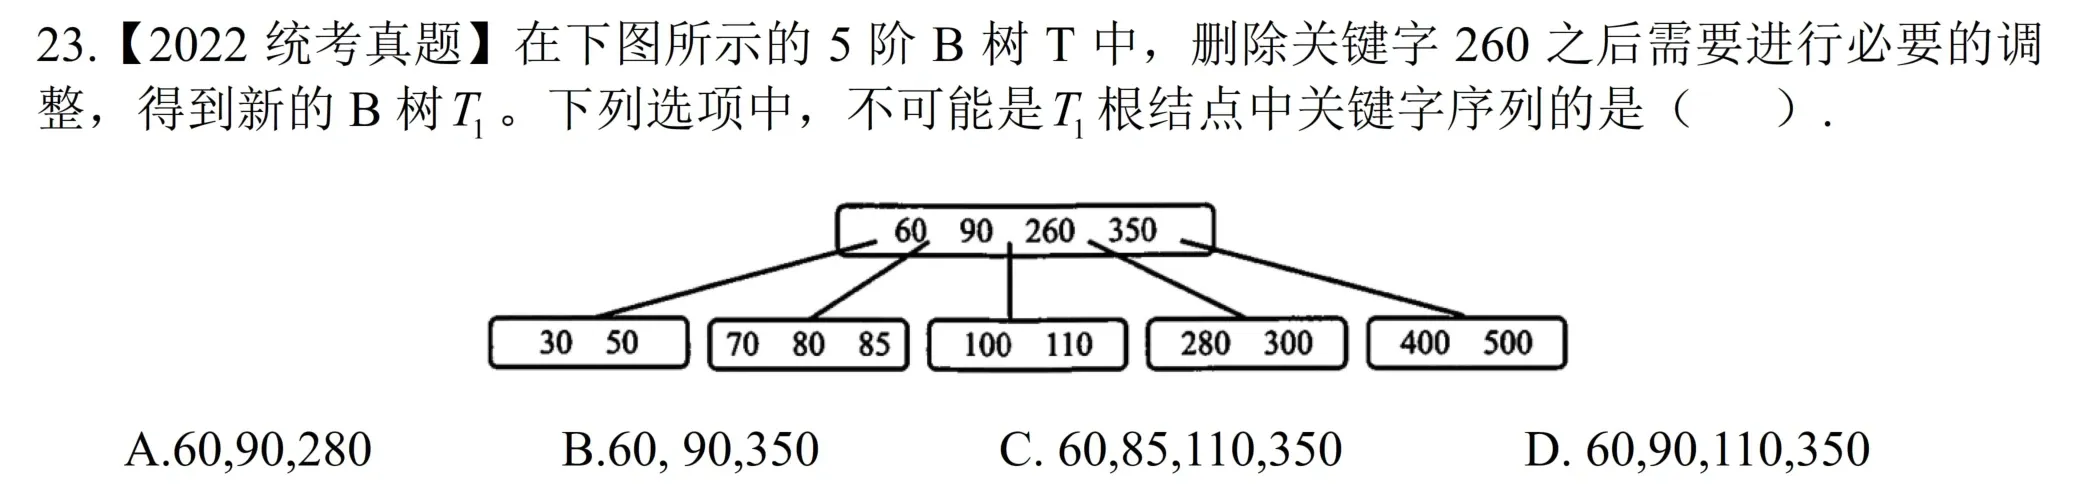 23.【2022 统考真题】在下图所示的 5 阶 B 树 T 中，删除关键字 260 之后需要进行必要的调
整，得到新的 B 树T₁。下列选项中，不可能是T₁根结点中关键字序列的是（　　）.
60 90 260 350
30 50 70 80 85 100 110 280 300 400 500
A.60,90,280 B.60, 90,350 C. 60,85,110,350 D. 60,90,110,350